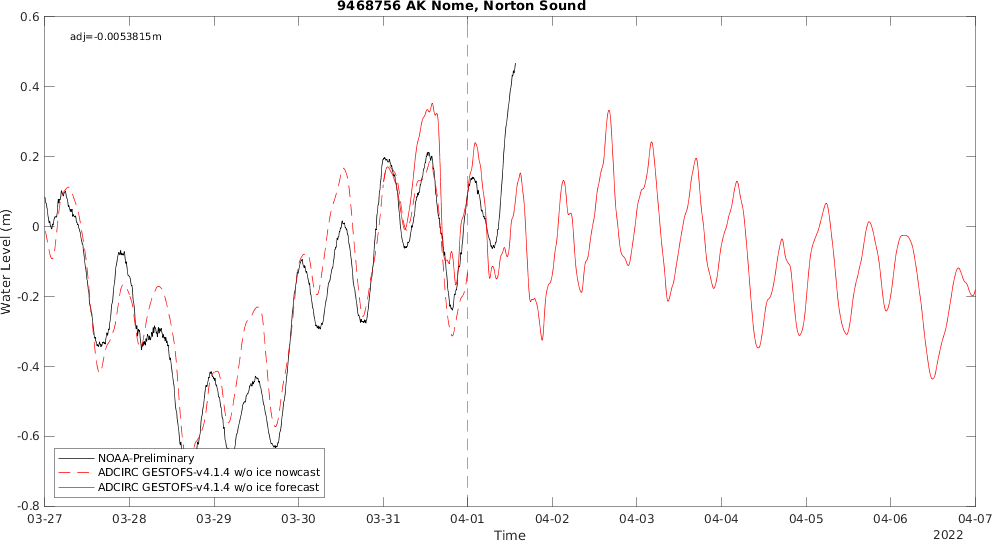 9468756 AK Nome, Norton Sound
adj=-0.0053815m
0.6
0.4
0.2
0
-0.2
-0.4
-0.6
-0.8
Water Level (m)
NOAA-Preliminary
ADCIRC GESTOFS-v4.1.4 w/o ice nowcast
ADCIRC GESTOFS-v4.1.4 w/o ice forecast
03-27 03-28 03-29 03-30 03-31 04-01 04-02 04-03 04-04 04-05 04-06 04-07
Time
2022